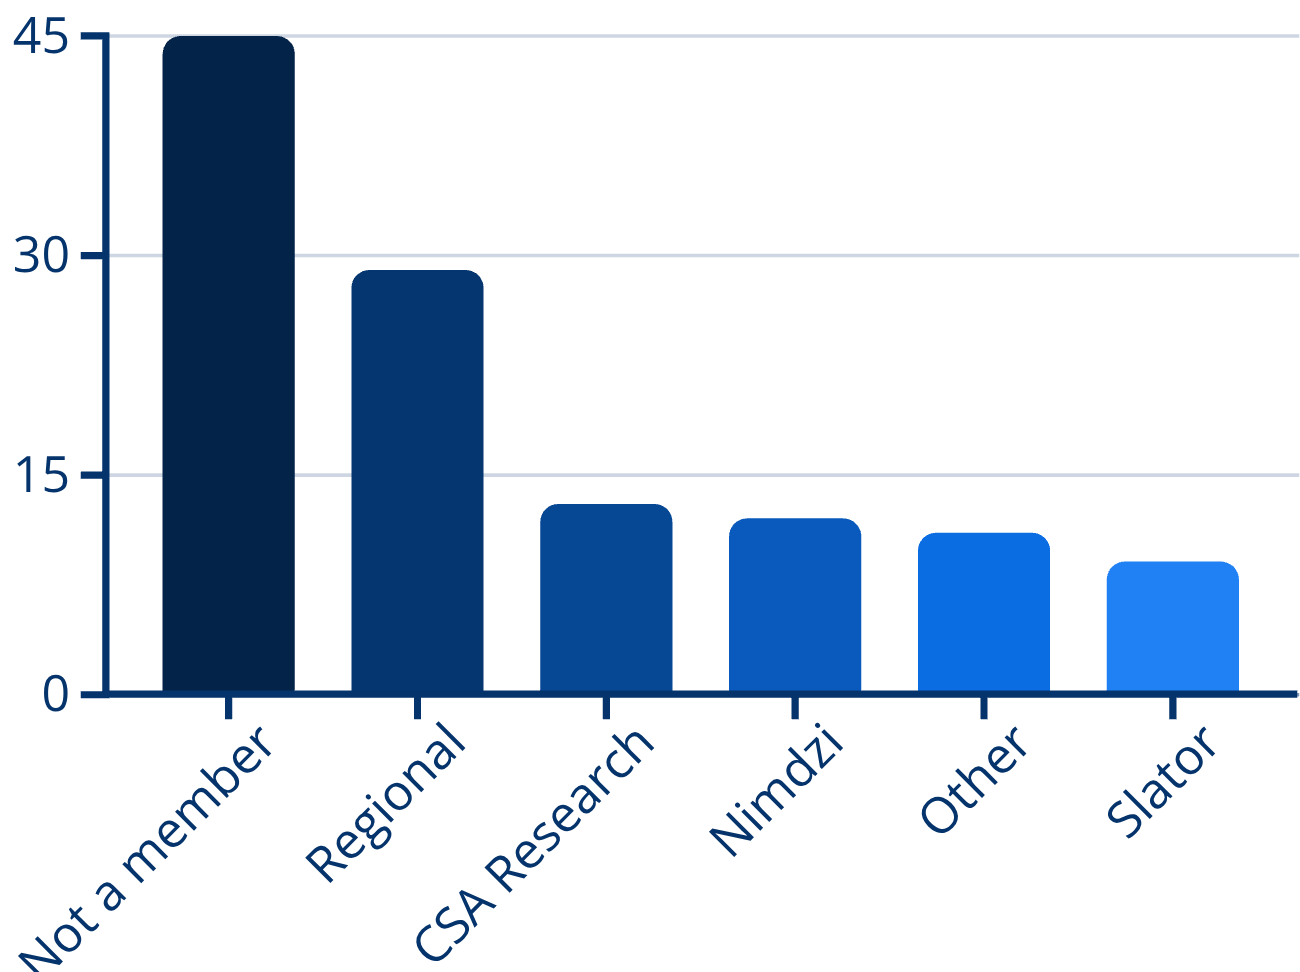 45
30
15
0
Not a member
Regional
CSA Research
Nimdzi
Other
Slator